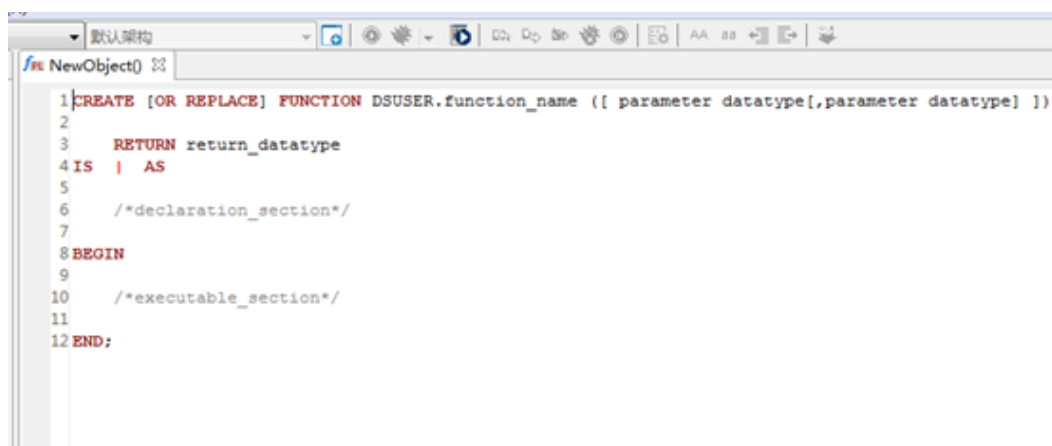 默认架构
NewObject()
1 CREATE [OR REPLACE] FUNCTION DSUSER.function_name ([ parameter datatype[,parameter datatype] ])
2
3 RETURN return_datatype
4 IS | AS
5
6 /*declaration_section*/
7
8 BEGIN
9
10 /*executable_section*/
11
12 END;